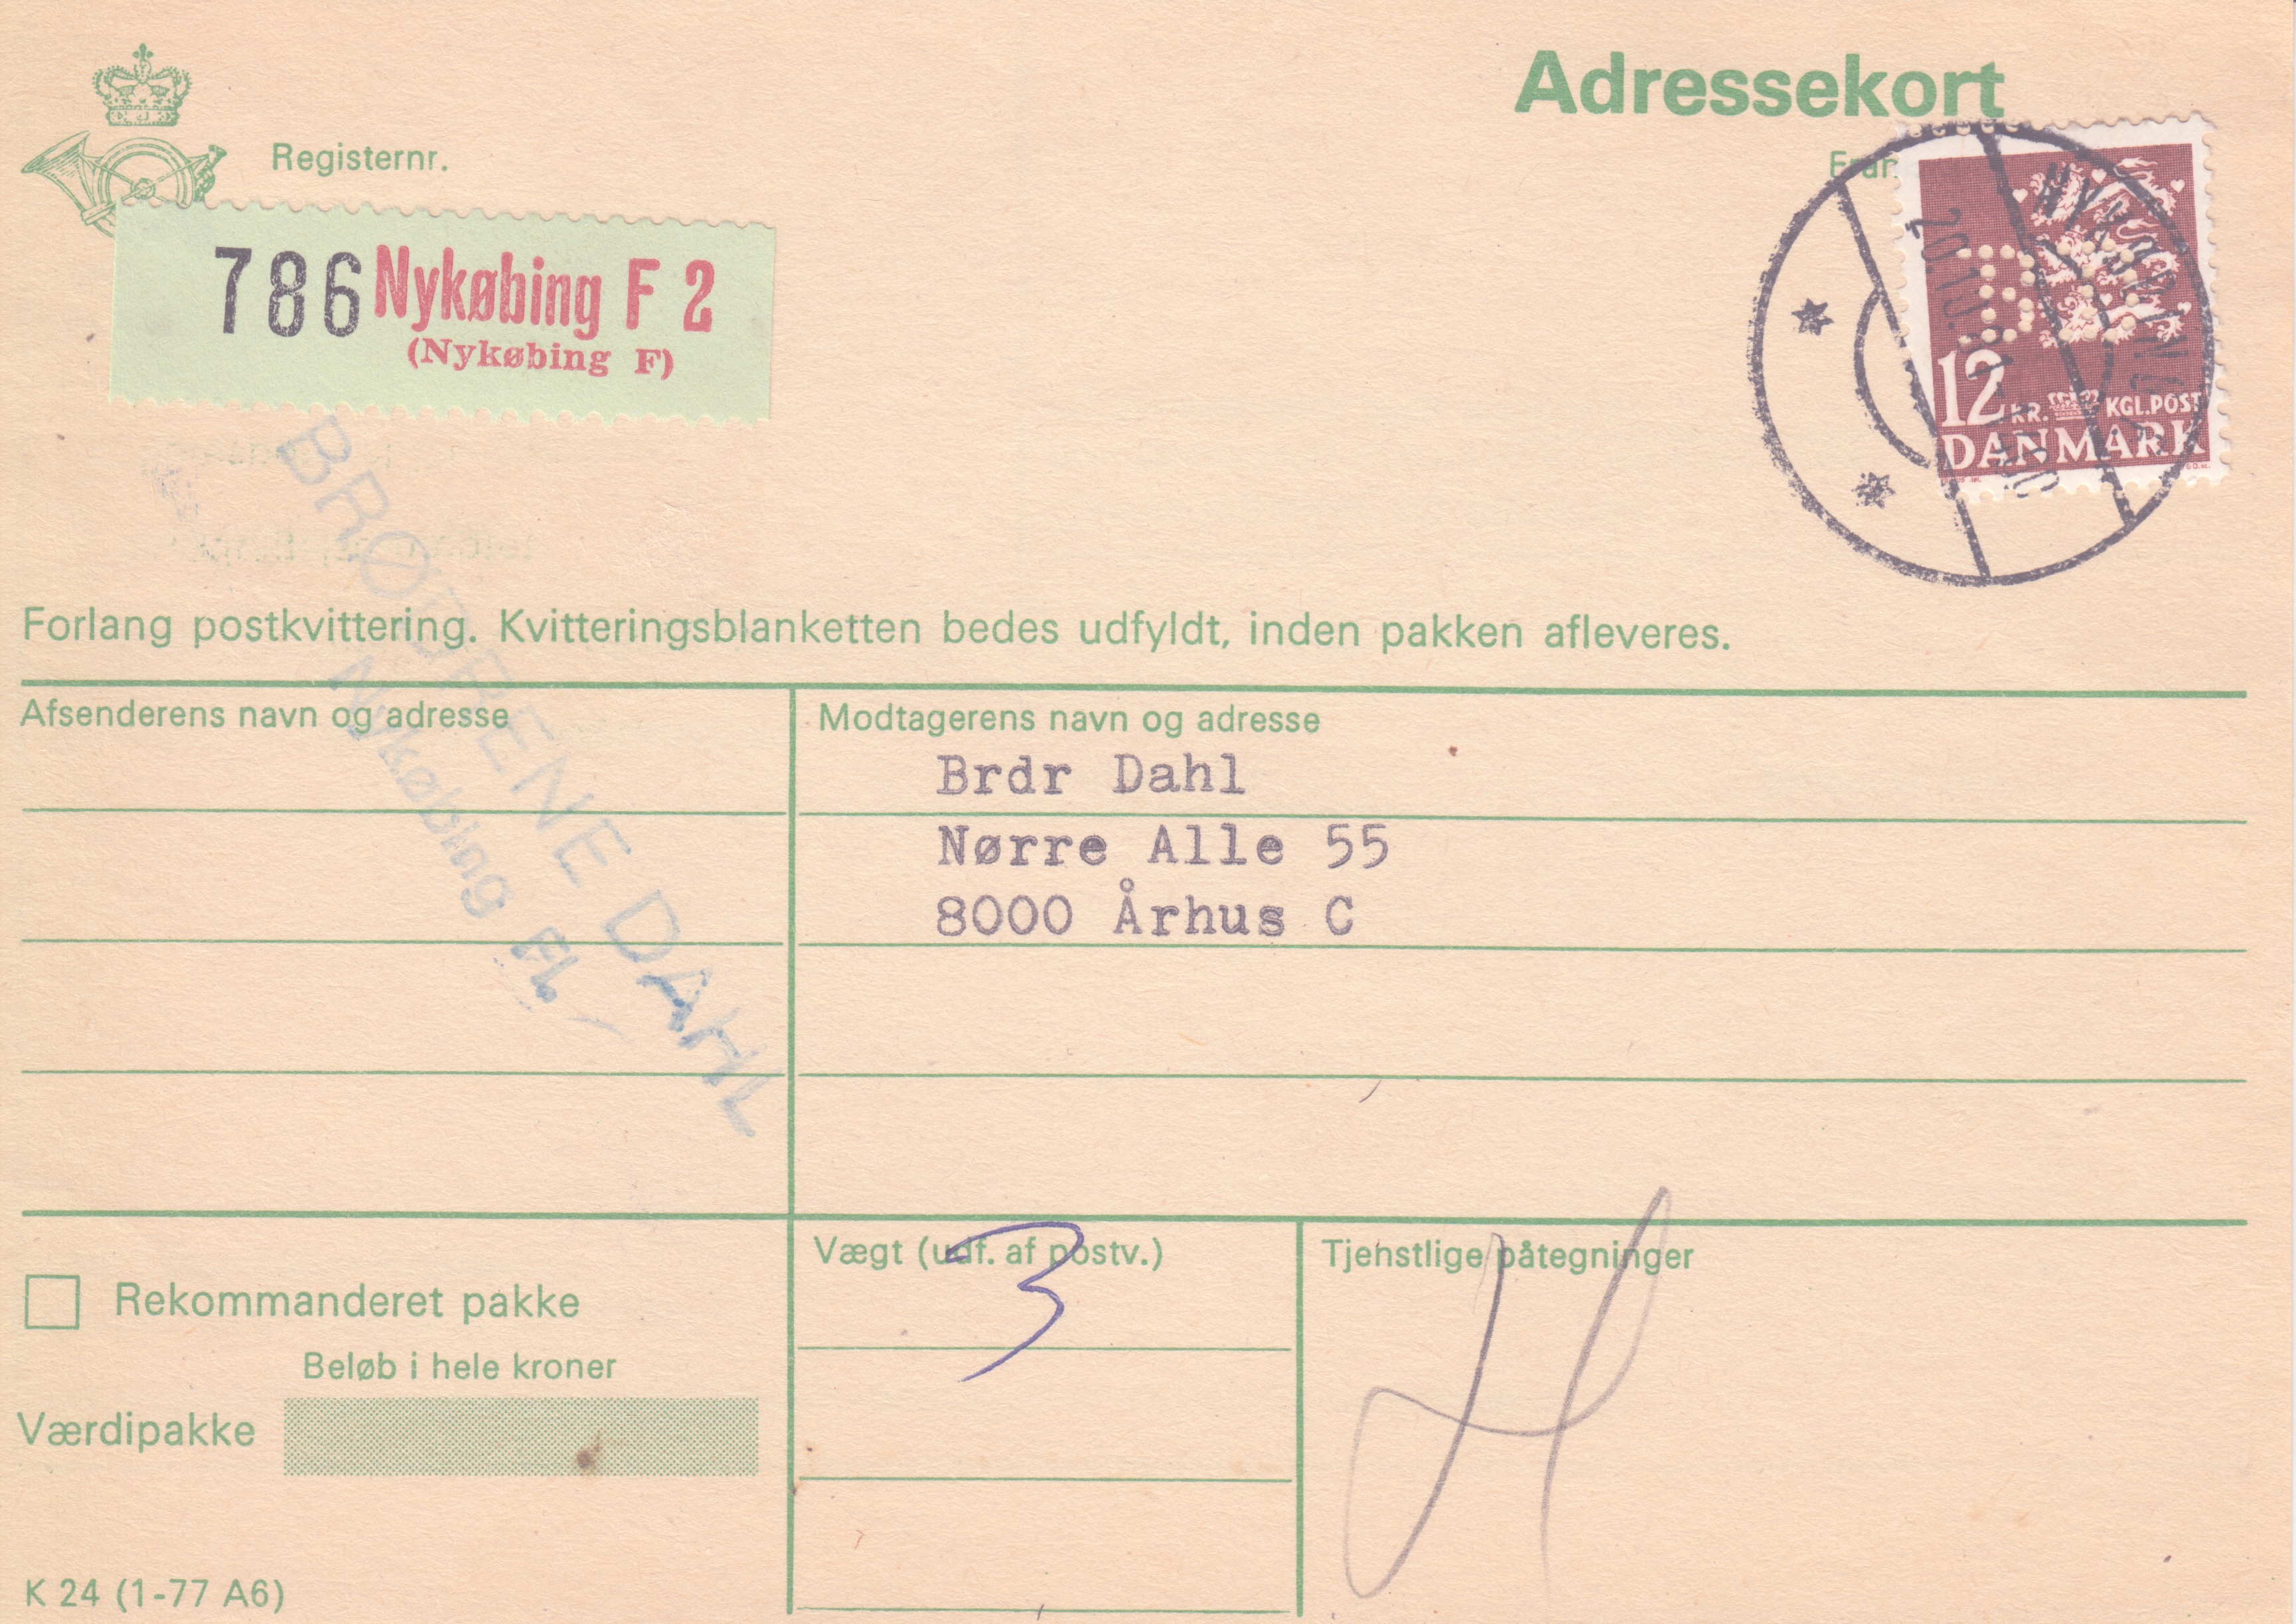 Adressekort
Registernr.
786 Nykøbing F 2
(Nykøbing F)
12 KR. KGL.POST
DANMARK
BRØDRENE DAHL
Nykøbing Fl.
Forlang postkvittering. Kvitteringsblanketten bedes udfyldt, inden pakken afleveres.
Afsenderens navn og adresse
Modtagerens navn og adresse
Brdr Dahl
Nørre Alle 55
8000 Århus C
Rekommanderet pakke
Beløb i hele kroner
Værdipakke
Vægt (udf. af postv.)
3
Tjenstlige påtegninger
K 24 (1-77 A6)